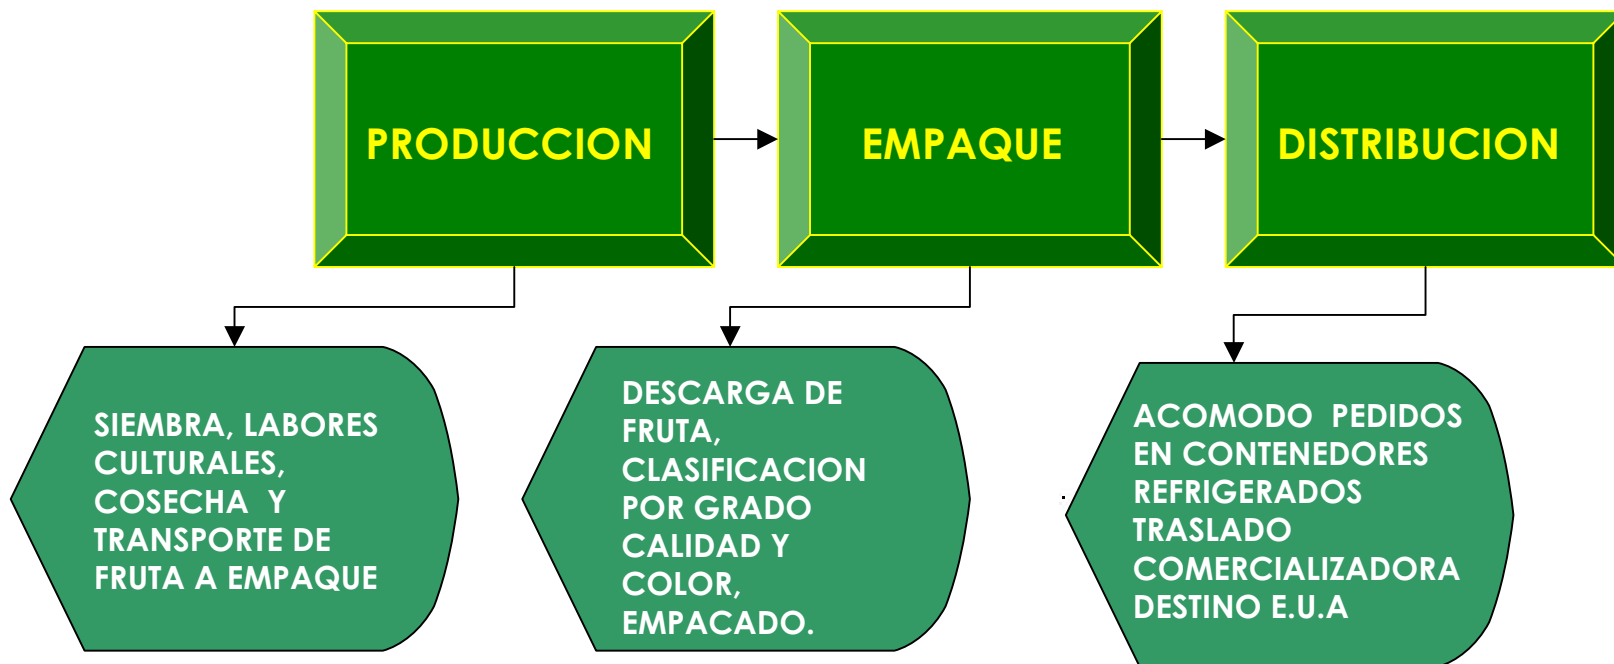 PRODUCCION
EMPAQUE
DISTRIBUCION
SIEMBRA, LABORES
CULTURALES,
COSECHA Y
TRANSPORTE DE
FRUTA A EMPAQUE
DESCARGA DE
FRUTA,
CLASIFICACION
POR GRADO
CALIDAD Y
COLOR,
EMPACADO.
ACOMODO PEDIDOS
EN CONTENEDORES
REFRIGERADOS
TRASLADO
COMERCIALIZADORA
DESTINO E.U.A